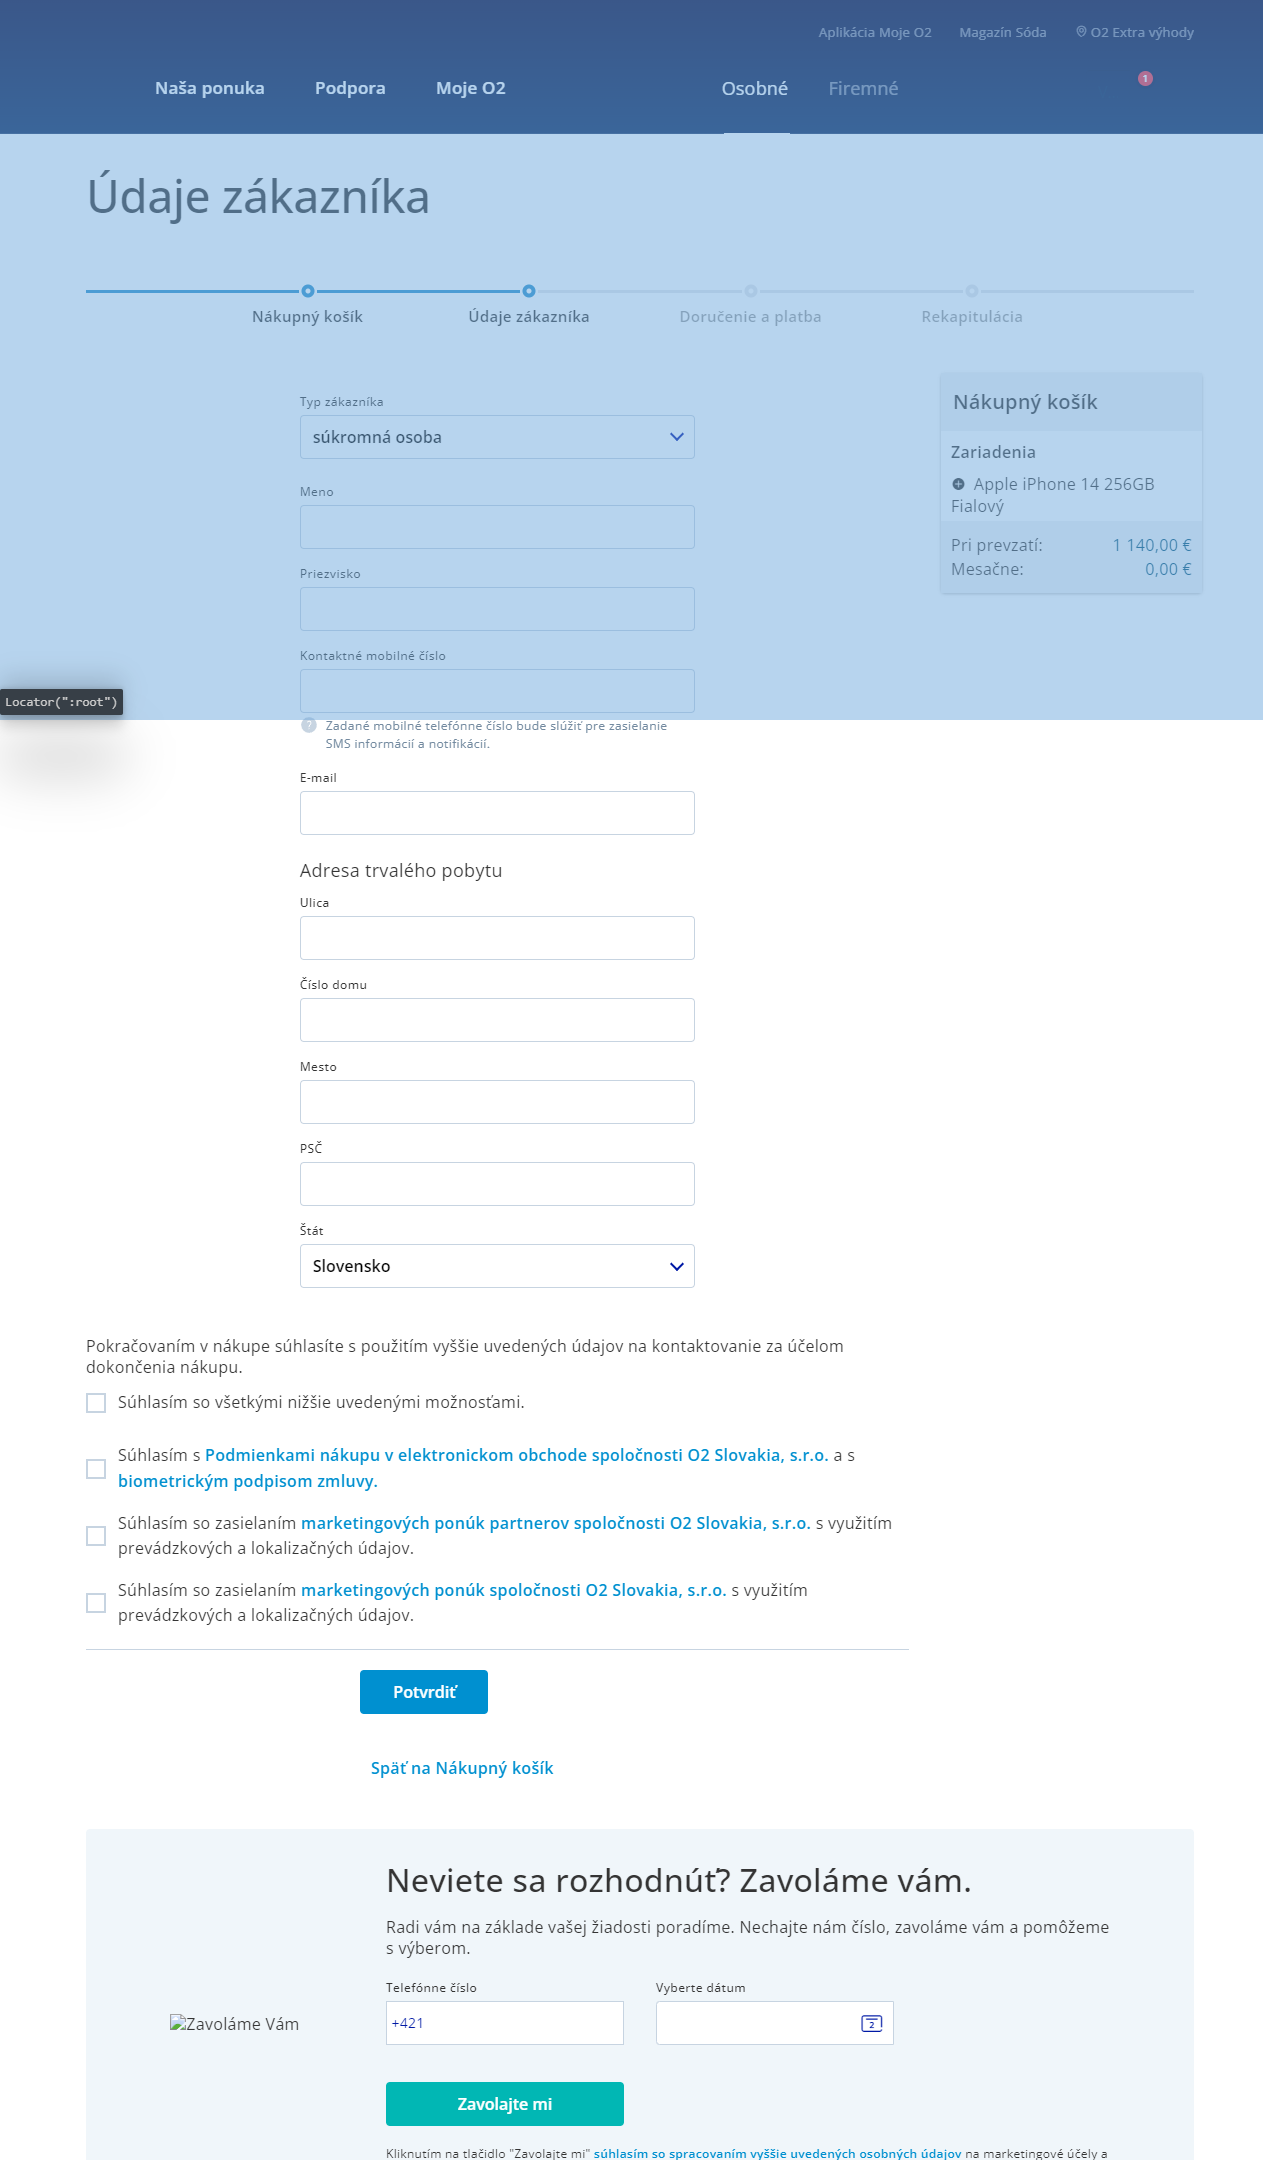 Aplikácia Moje O2
Magazín Sóda
O2 Extra výhody
Naša ponuka
Podpora
Moje O2
Osobné
Firemné
1
Údaje zákazníka
Nákupný košík
Údaje zákazníka
Doručenie a platba
Rekapitulácia
Typ zákazníka
súkromná osoba
Meno
Priezvisko
Kontaktné mobilné číslo
Nákupný košík
Zariadenia
Apple iPhone 14 256GB
Fialový
Pri prevzatí: 1 140,00 €
Mesačne: 0,00 €
Locator(":root")
? Zadané mobilné telefónne číslo bude slúžiť pre zasielanie
SMS informácií a notifikácií.
E-mail
Adresa trvalého pobytu
Ulica
Číslo domu
Mesto
PSČ
Štát
Slovensko
Pokračovaním v nákupe súhlasíte s použitím vyššie uvedených údajov na kontaktovanie za účelom
dokončenia nákupu.
Súhlasím so všetkými nižšie uvedenými možnosťami.
Súhlasím s Podmienkami nákupu v elektronickom obchode spoločnosti O2 Slovakia, s.r.o. a s
biometrickým podpisom zmluvy.
Súhlasím so zasielaním marketingových ponúk partnerov spoločnosti O2 Slovakia, s.r.o. s využitím
prevádzkových a lokalizačných údajov.
Súhlasím so zasielaním marketingových ponúk spoločnosti O2 Slovakia, s.r.o. s využitím
prevádzkových a lokalizačných údajov.
Potvrdiť
Späť na Nákupný košík
Neviete sa rozhodnúť? Zavoláme vám.
Radi vám na základe vašej žiadosti poradíme. Nechajte nám číslo, zavoláme vám a pomôžeme
s výberom.
Telefónne číslo
Vyberte dátum
Zavoláme Vám
+421
2
Zavolajte mi
Kliknutím na tlačidlo "Zavolajte mi" súhlasím so spracovaním vyššie uvedených osobných údajov na marketingové účely a